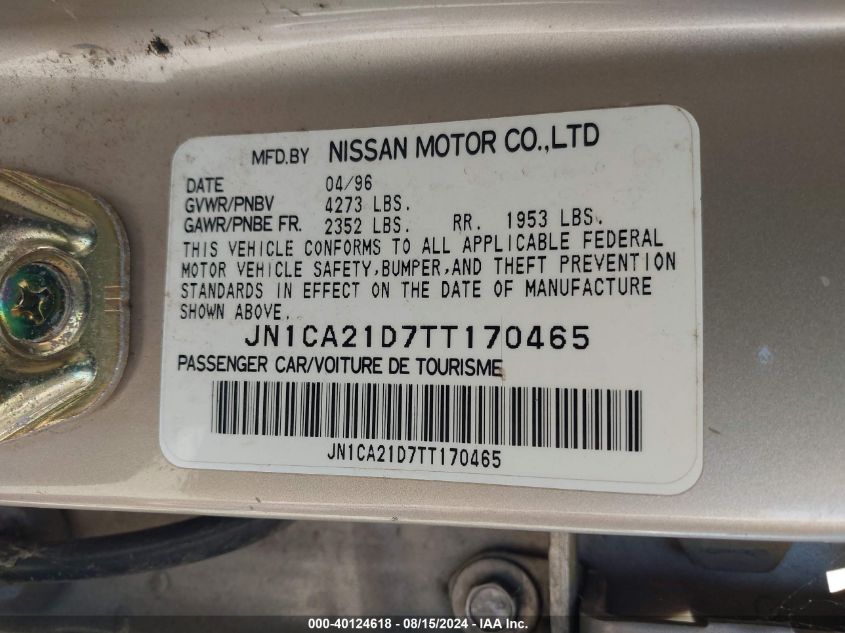 MFD.BY NISSAN MOTOR CO.,LTD
DATE 04/96
GVWR/PNBV 4273 LBS.
GAWR/PNBE FR. 2352 LBS. RR. 1953 LBS.
THIS VEHICLE CONFORMS TO ALL APPLICABLE FEDERAL
MOTOR VEHICLE SAFETY,BUMPER,AND THEFT PREVENTION
STANDARDS IN EFFECT ON THE DATE OF MANUFACTURE
SHOWN ABOVE.
JN1CA21D7TT170465
PASSENGER CAR/VOITURE DE TOURISME
JN1CA21D7TT170465
000-40124618 - 08/15/2024 - IAA Inc.